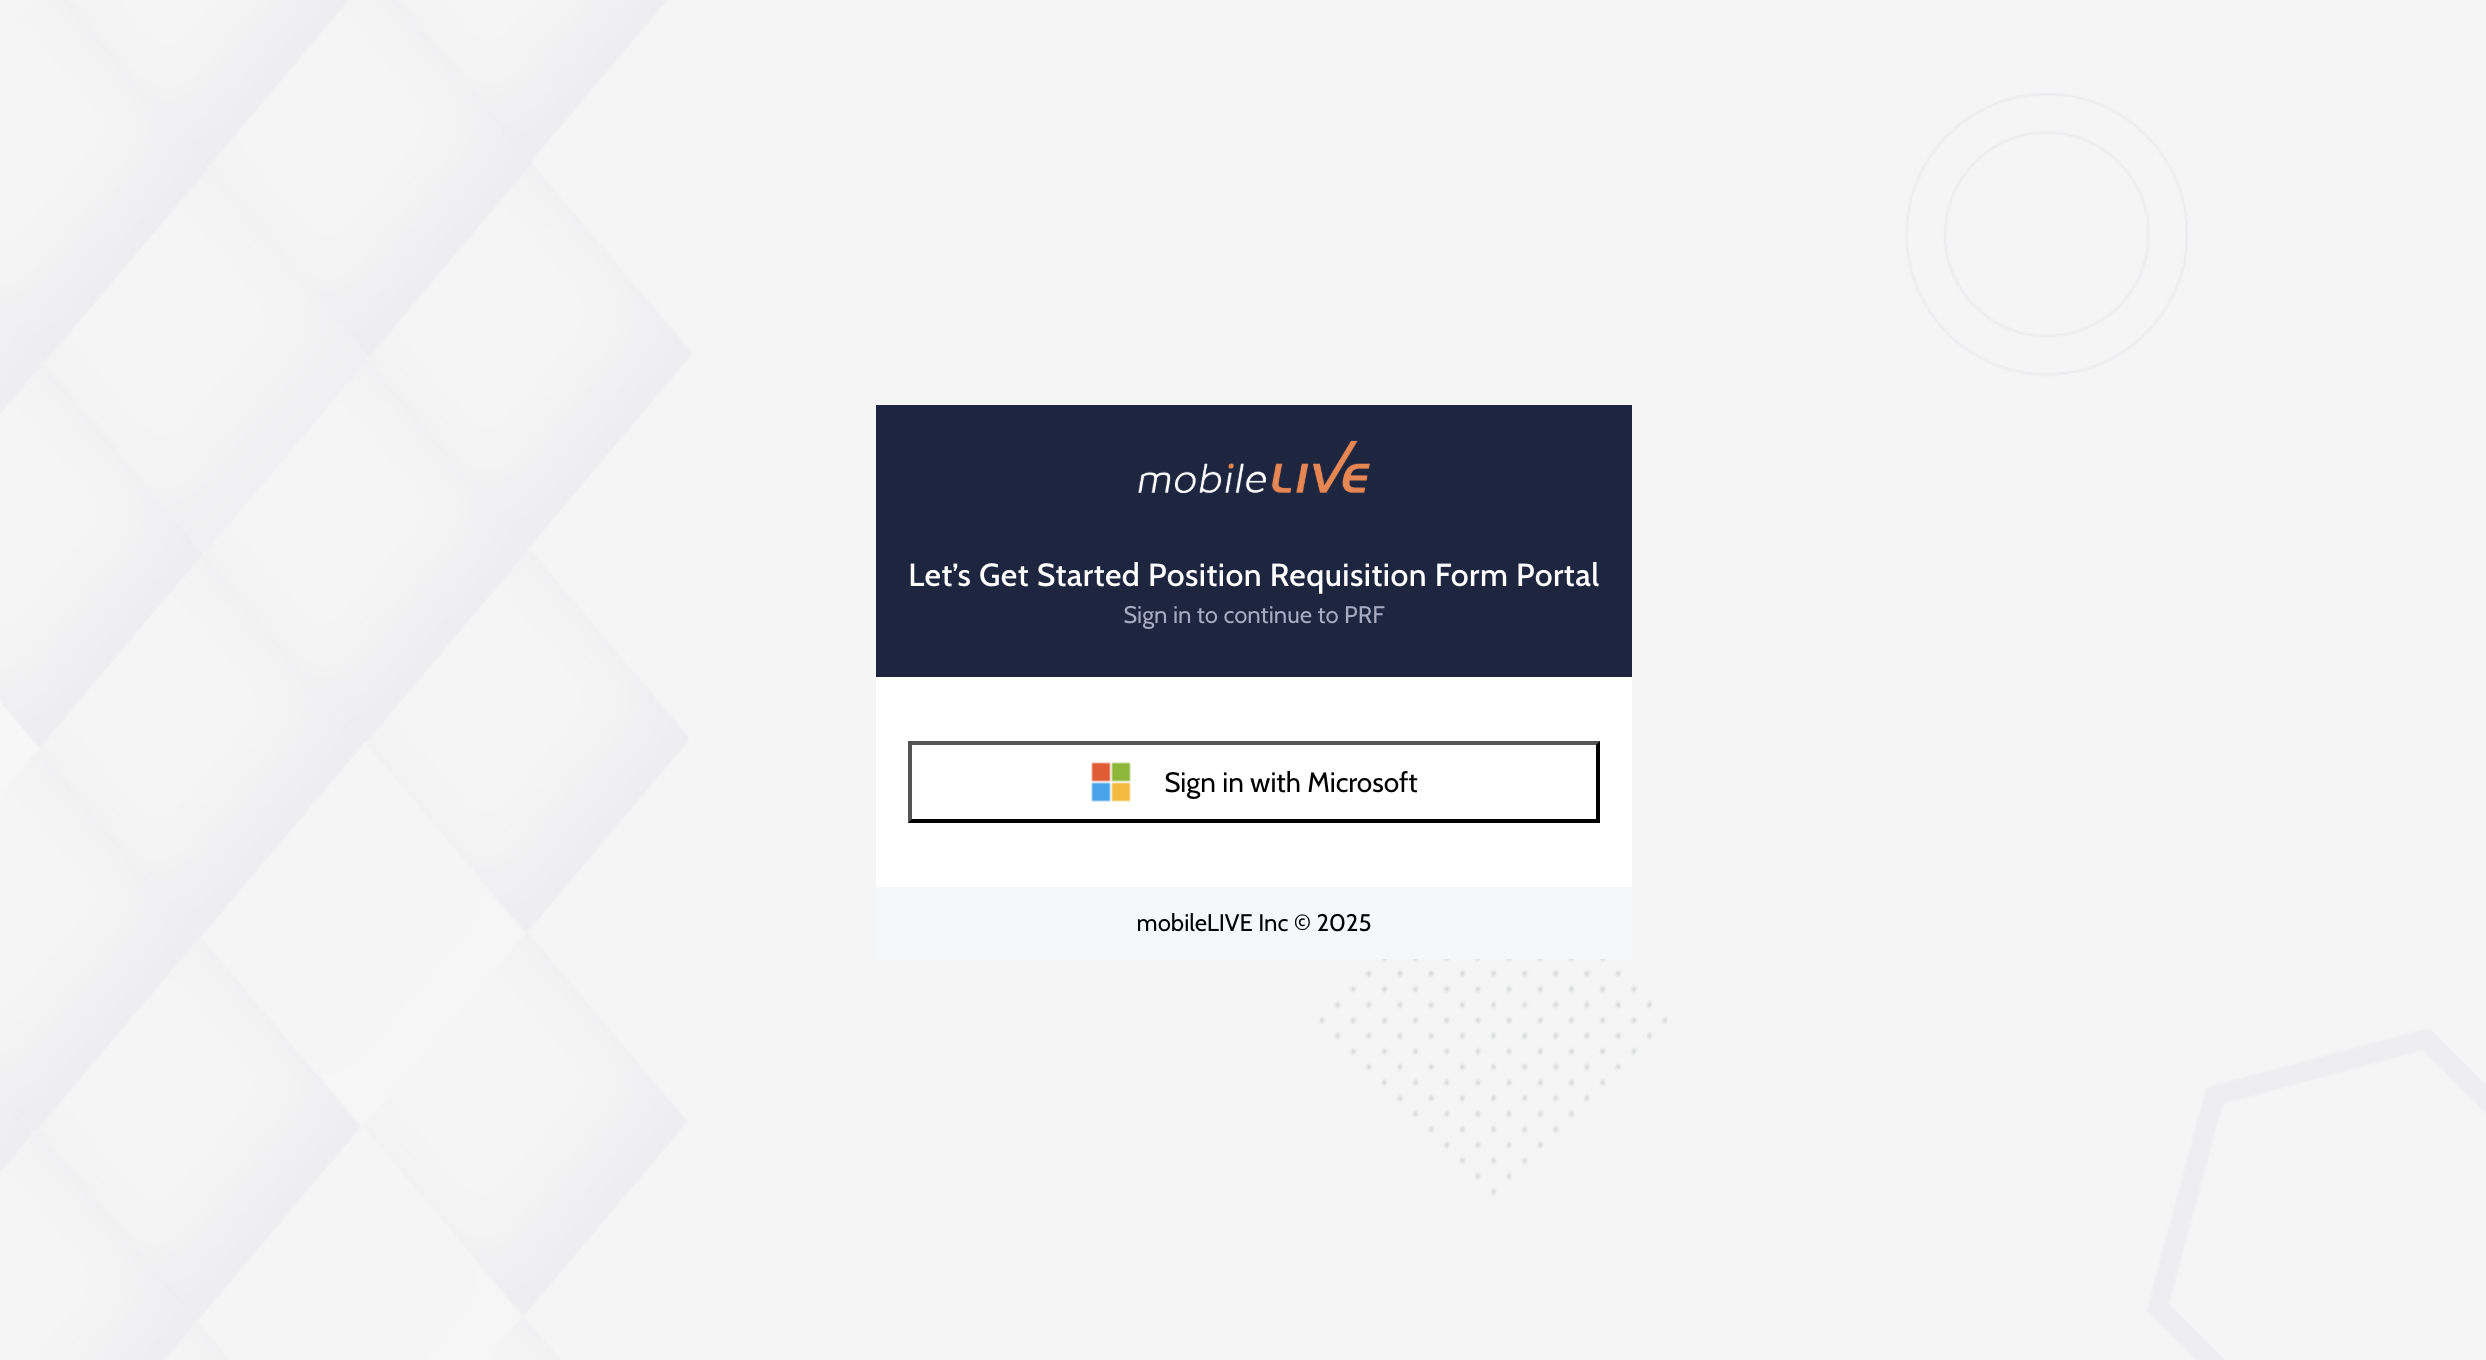 mobileLIVE
Let’s Get Started Position Requisition Form Portal
Sign in to continue to PRF
Sign in with Microsoft
mobileLIVE Inc © 2025